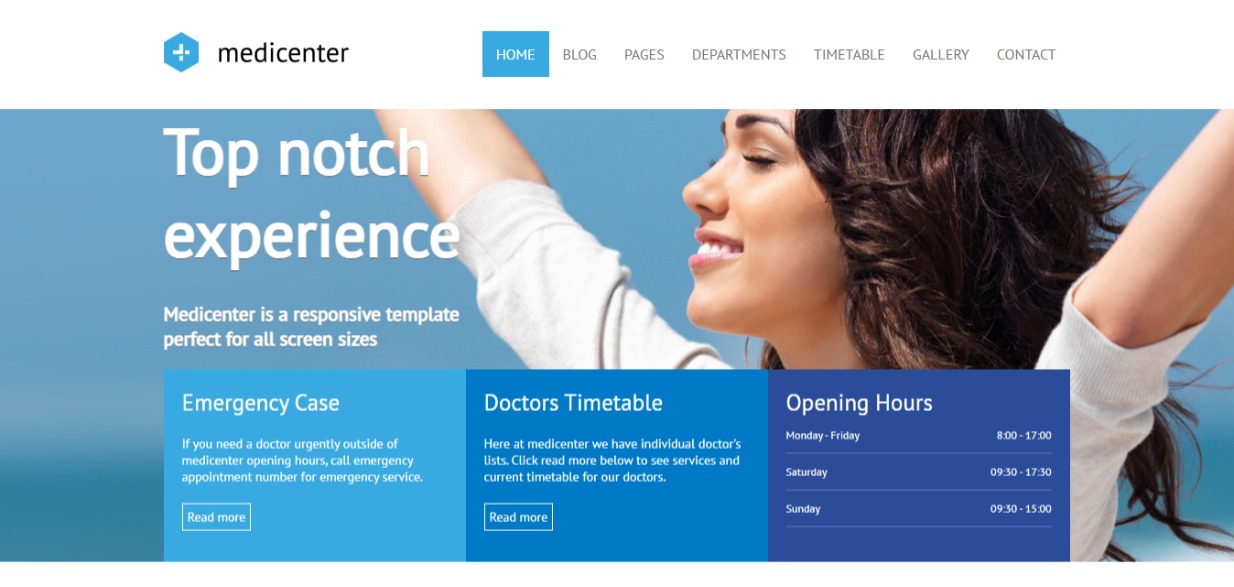 medicenter
HOME BLOG PAGES DEPARTMENTS TIMETABLE GALLERY CONTACT
Top notch
experience
Medicenter is a responsive template
perfect for all screen sizes
Emergency Case
If you need a doctor urgently outside of
medicenter opening hours, call emergency
appointment number for emergency service.
Read more
Doctors Timetable
Here at medicenter we have individual doctor's
lists. Click read more below to see services and
current timetable for our doctors.
Read more
Opening Hours
Monday - Friday 8:00 - 17:00
Saturday 09:30 - 17:30
Sunday 09:30 - 15:00